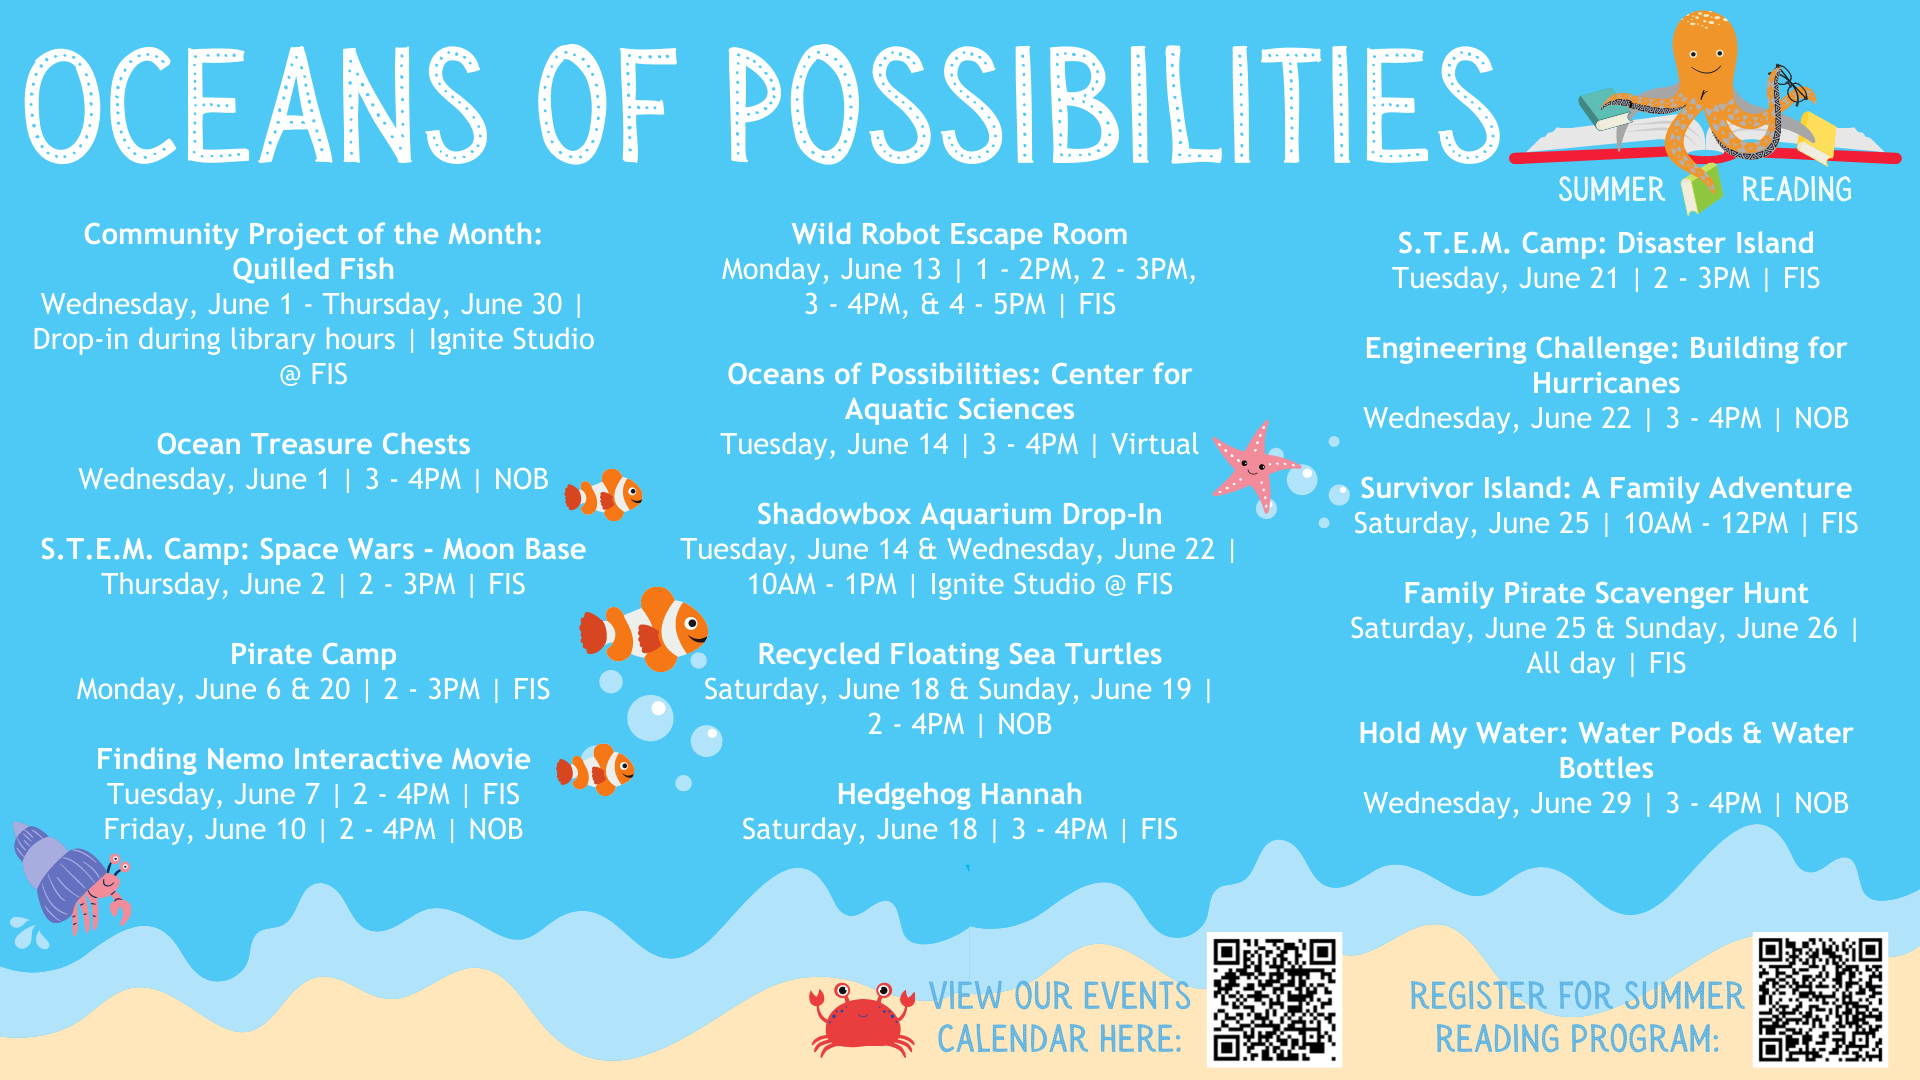 OCEANS OF POSSIBILITIES
SUMMER READING
Community Project of the Month:
Quilled Fish
Wednesday, June 1 - Thursday, June 30 |
Drop-in during library hours | Ignite Studio
@ FIS
Ocean Treasure Chests
Wednesday, June 1 | 3 - 4PM | NOB
S.T.E.M. Camp: Space Wars - Moon Base
Thursday, June 2 | 2 - 3PM | FIS
Pirate Camp
Monday, June 6 & 20 | 2 - 3PM | FIS
Finding Nemo Interactive Movie
Tuesday, June 7 | 2 - 4PM | FIS
Friday, June 10 | 2 - 4PM | NOB
Wild Robot Escape Room
Monday, June 13 | 1 - 2PM, 2 - 3PM,
3 - 4PM, & 4 - 5PM | FIS
Oceans of Possibilities: Center for
Aquatic Sciences
Tuesday, June 14 | 3 - 4PM | Virtual
Shadowbox Aquarium Drop-In
Tuesday, June 14 & Wednesday, June 22 |
10AM - 1PM | Ignite Studio @ FIS
Recycled Floating Sea Turtles
Saturday, June 18 & Sunday, June 19 |
2 - 4PM | NOB
Hedgehog Hannah
Saturday, June 18 | 3 - 4PM | FIS
S.T.E.M. Camp: Disaster Island
Tuesday, June 21 | 2 - 3PM | FIS
Engineering Challenge: Building for
Hurricanes
Wednesday, June 22 | 3 - 4PM | NOB
Survivor Island: A Family Adventure
Saturday, June 25 | 10AM - 12PM | FIS
Family Pirate Scavenger Hunt
Saturday, June 25 & Sunday, June 26 |
All day | FIS
Hold My Water: Water Pods & Water
Bottles
Wednesday, June 29 | 3 - 4PM | NOB
VIEW OUR EVENTS
CALENDAR HERE:
REGISTER FOR SUMMER
READING PROGRAM: